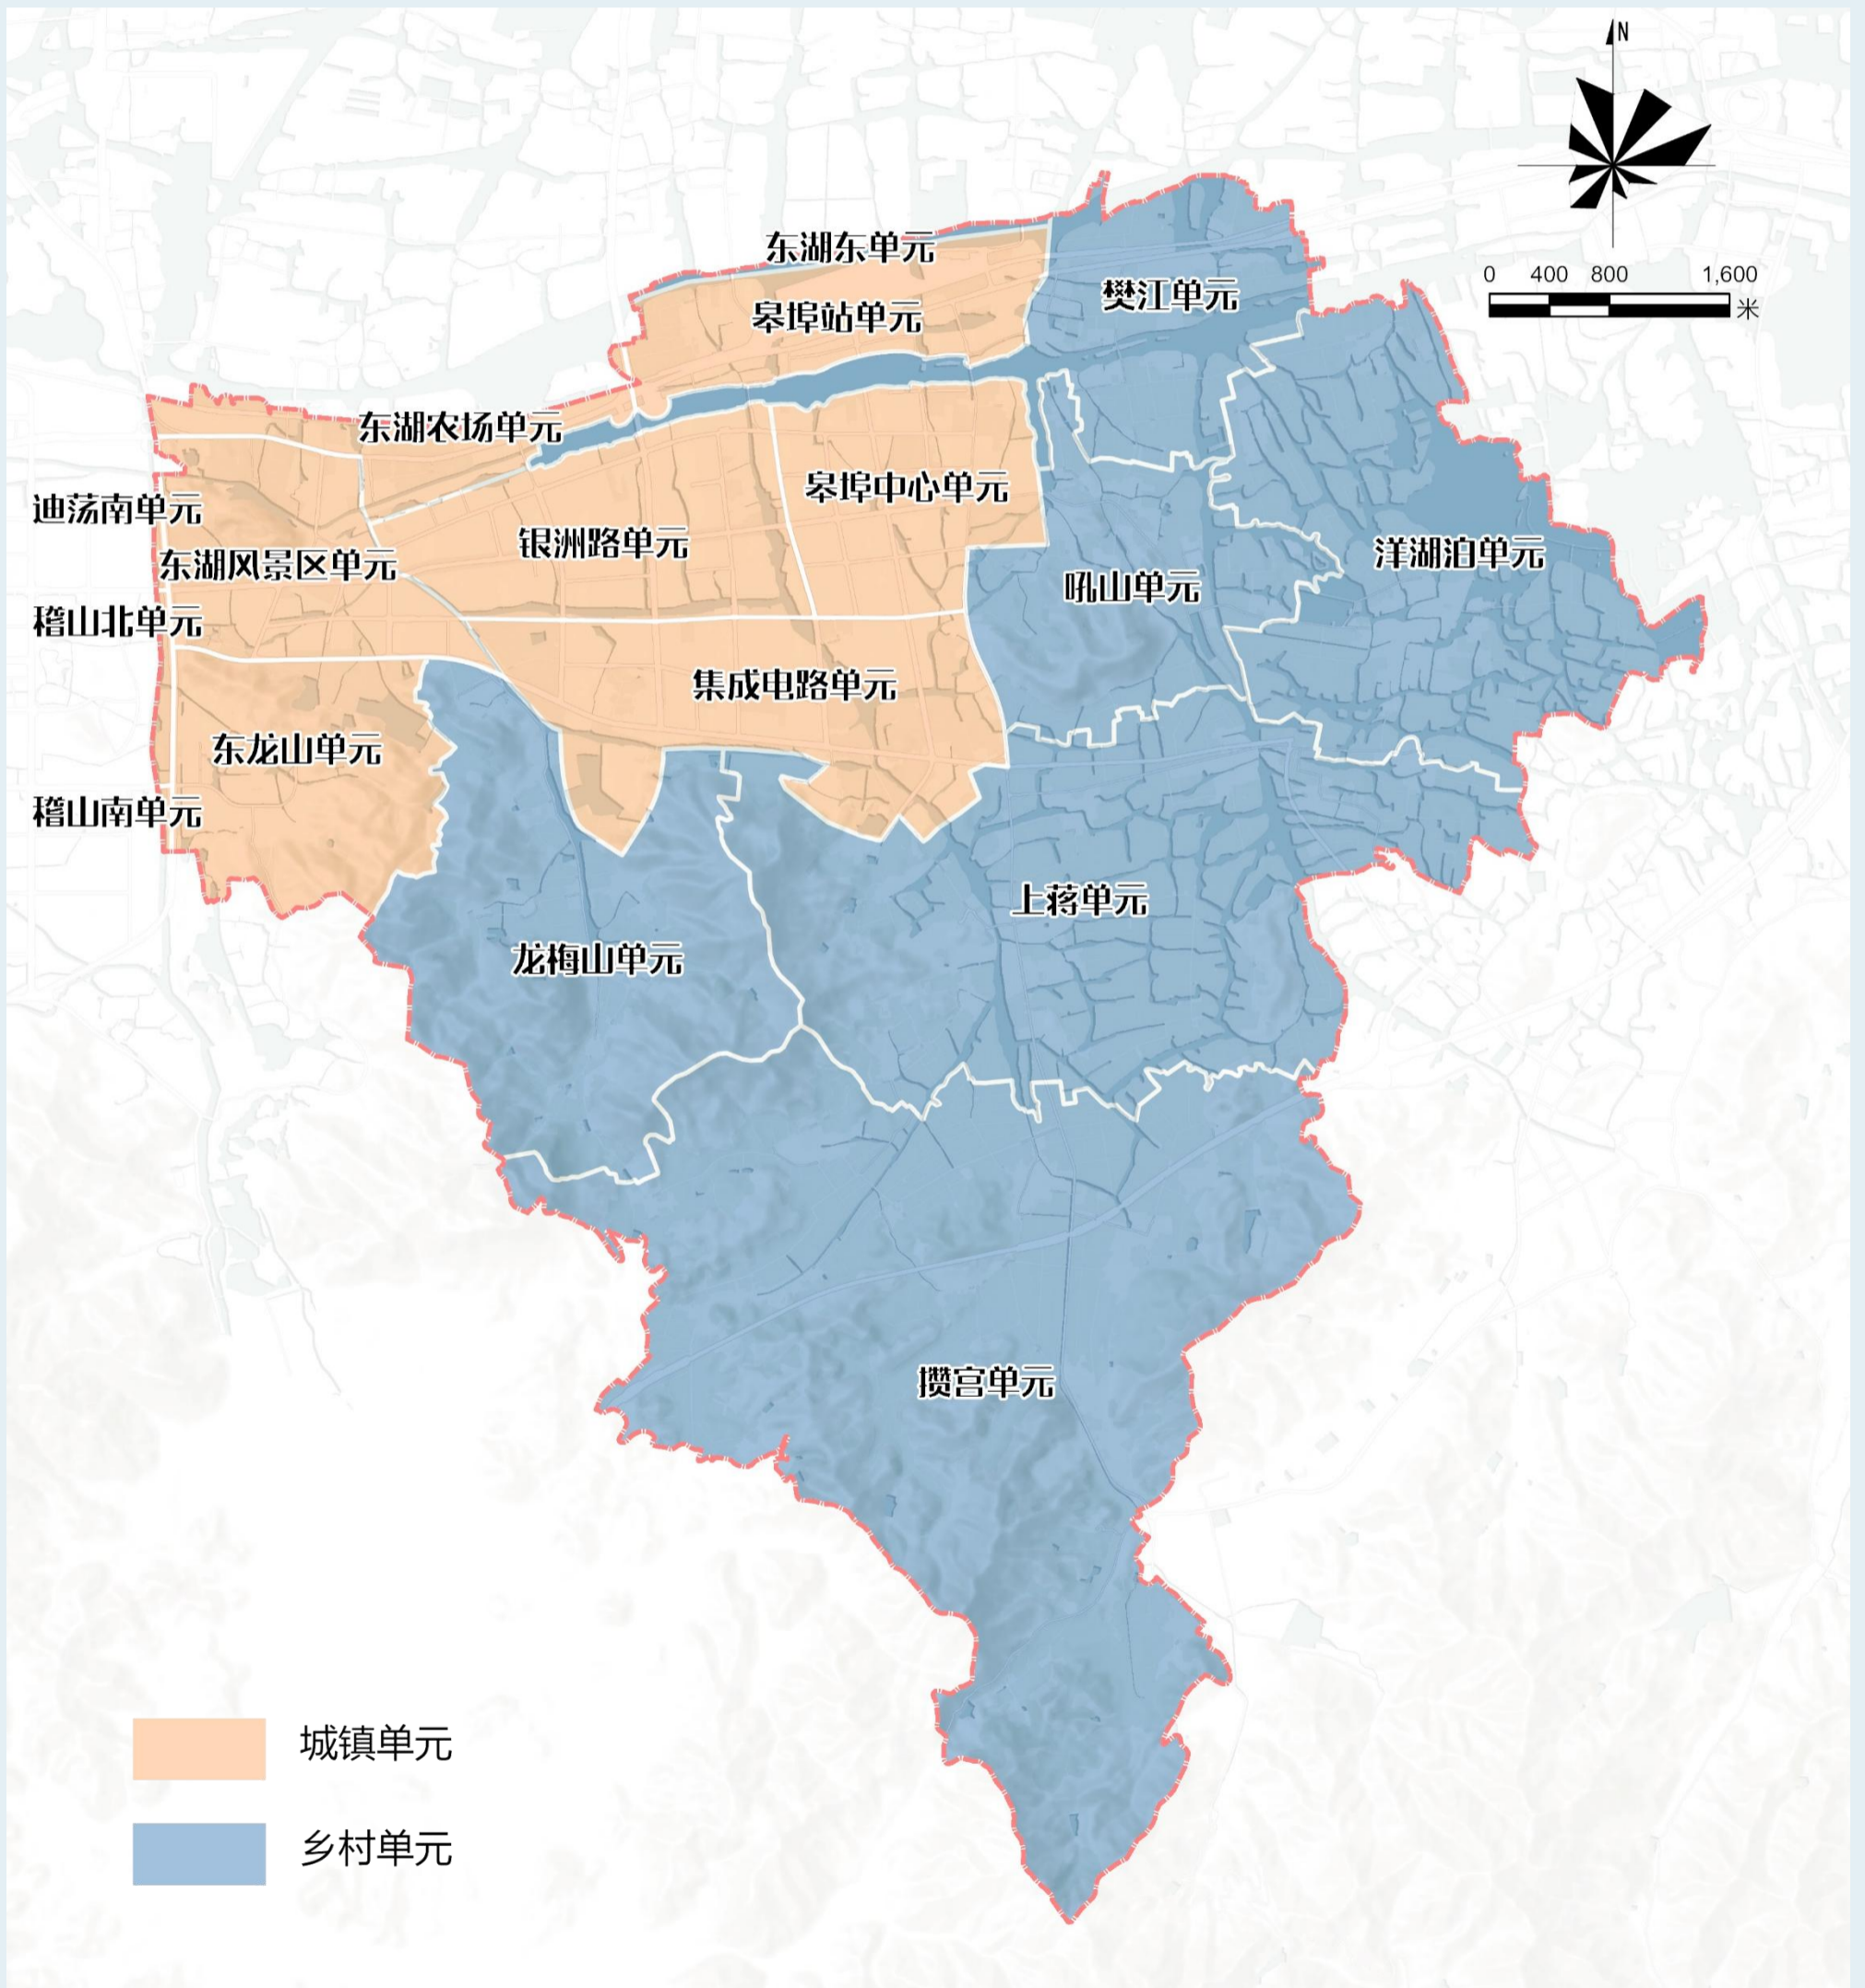 N
0 400 800 1,600
米
东湖东单元
樊江单元
皋埠站单元
东湖农场单元
皋埠中心单元
迪荡南单元
银洲路单元
洋湖泊单元
东湖风景区单元
吼山单元
稽山北单元
集成电路单元
东龙山单元
稽山南单元
上蒋单元
龙梅山单元
攒宫单元
城镇单元
乡村单元